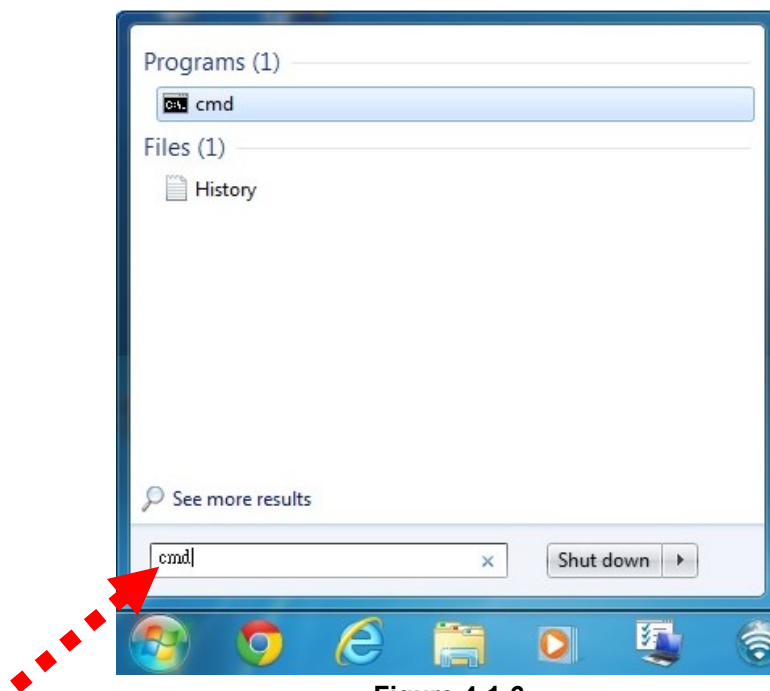 Programs (1)
C:\.
cmd
Files (1)
History
See more results
cmd
Shut down